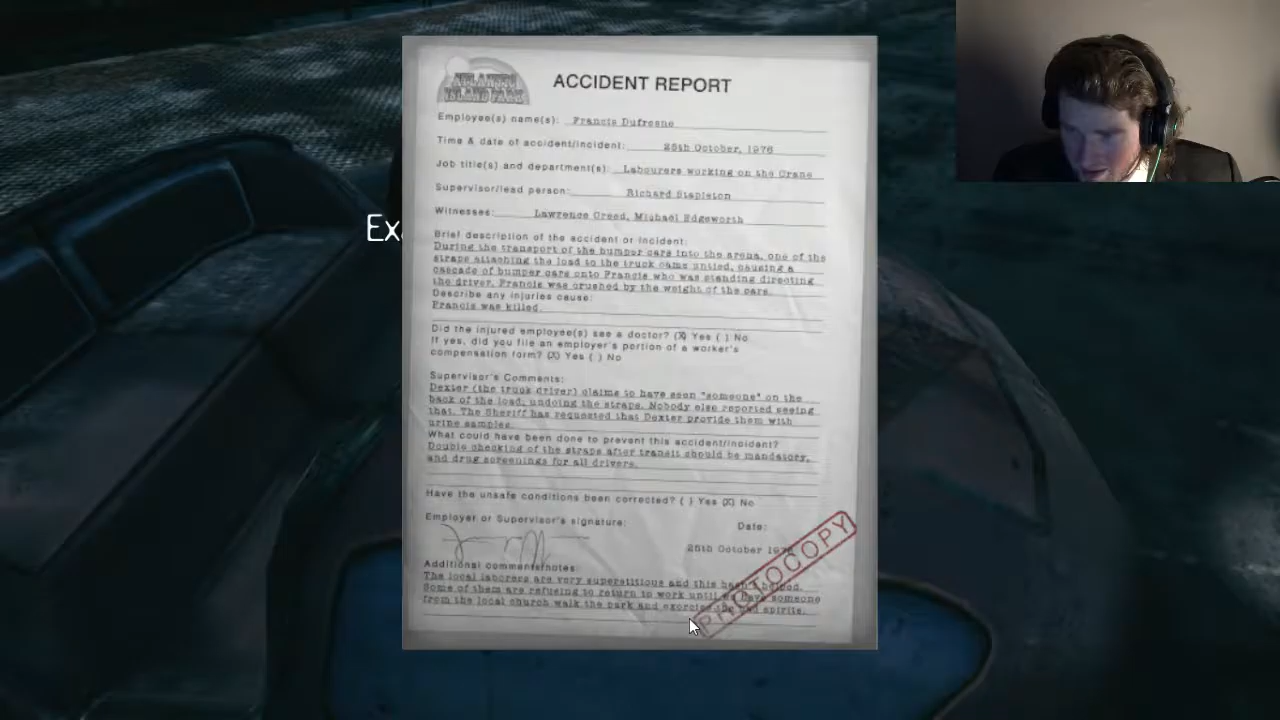 ATLANTIC
ISLAND PARK
ACCIDENT REPORT
Employee(s) name(s): Francis Dufresne
Time & date of accident/incident: 25th October, 1976
Job title(s) and department(s): Labourers working on the Crane
Supervisor/lead person: Richard Stapleton
Witnesses: Lawrence Creed, Michael Edgeworth
Ex
Brief description of the accident or incident:
During the transport of the bumper cars into the arena, one of the
straps attaching the load to the truck came untied, causing a
cascade of bumper cars onto Francis who was standing directing
the driver. Francis was crushed by the weight of the cars.
Describe any injuries cause:
Francis was killed.
Did the injured employee(s) see a doctor? (X) Yes ( ) No
If yes, did you file an employer's portion of a worker's
compensation form? (X) Yes ( ) No
Supervisor's Comments:
Dexter (the truck driver) claims to have seen "someone" on the
back of the load, undoing the straps. Nobody else reported seeing
that. The Sheriff has requested that Dexter provide them with
urine samples.
What could have been done to prevent this accident/incident?
Double checking of the straps after transit should be mandatory,
and drug screenings for all drivers.
Have the unsafe conditions been corrected? ( ) Yes (X) No
Employer or Supervisor's signature: Date:
25th October 1976
Additional comments/notes:
The local laborers are very superstitious and this hasn't helped.
Some of them are refusing to return to work until we have someone
from the local church walk the park and exorcise the bad spirits.
PHOTOCOPY